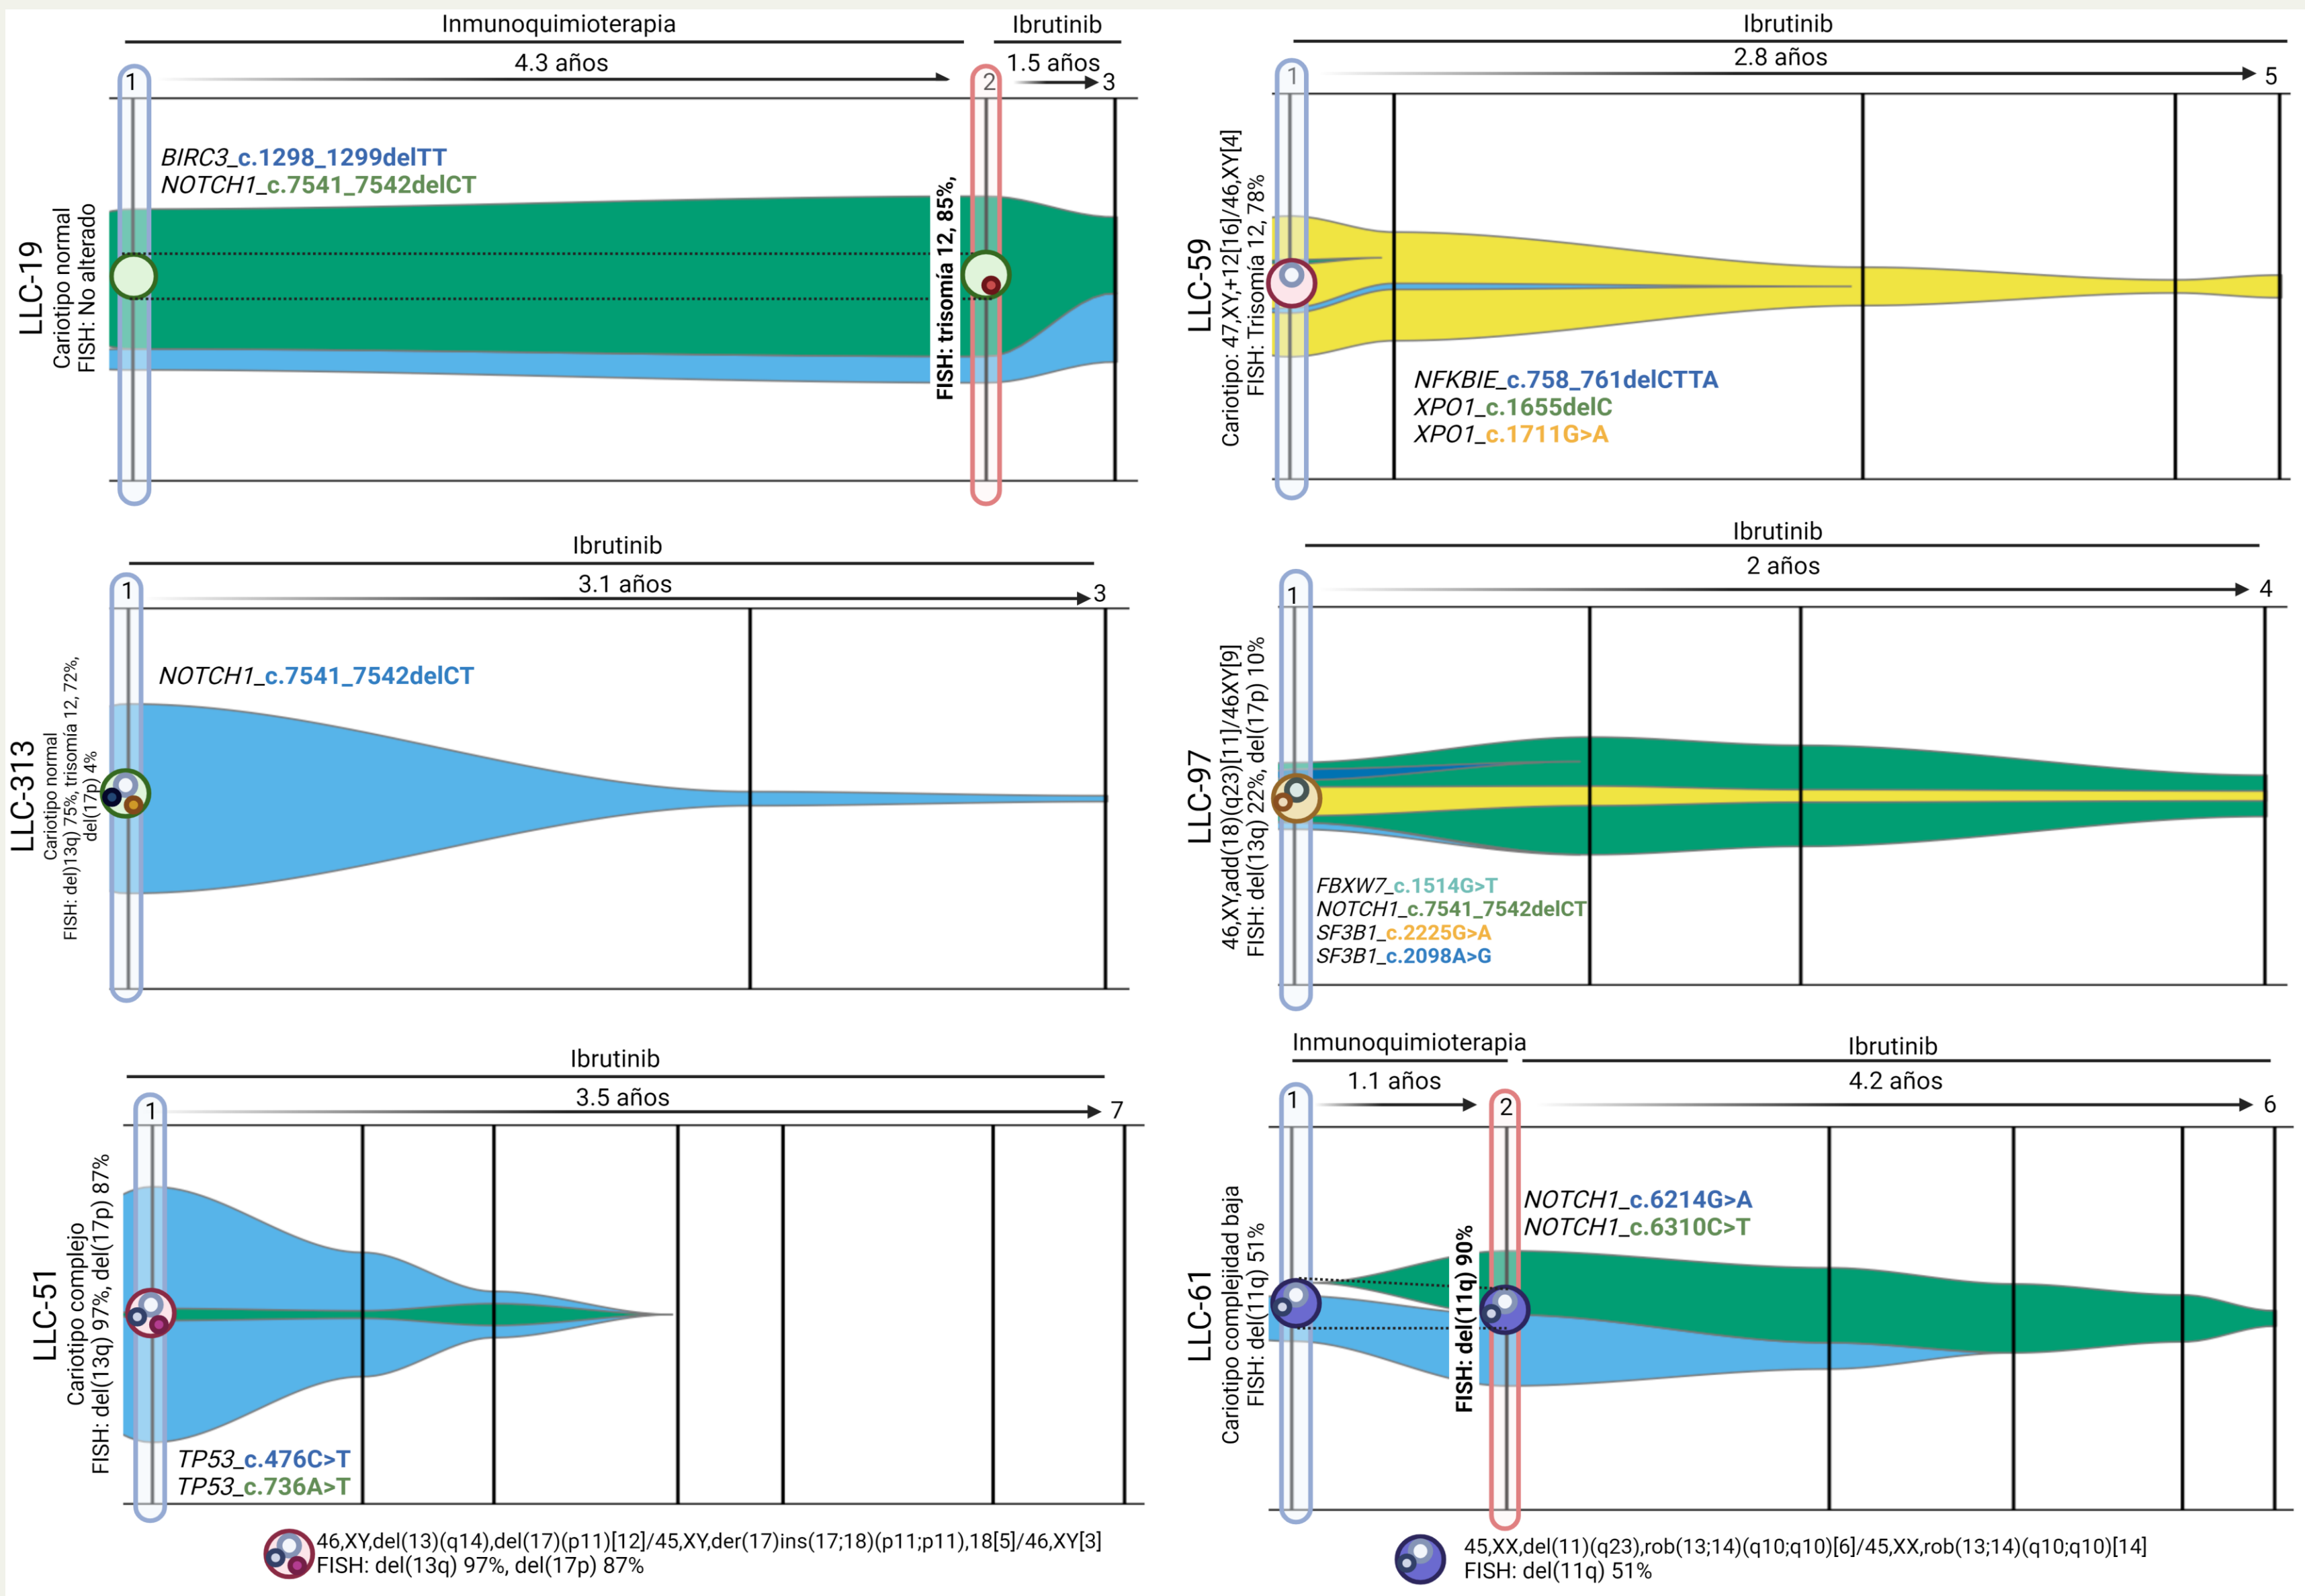 Inmunoquimioterapia
Ibrutinib
4.3 años
1.5 años
1
2
3
LLC-19
Cariotipo normal
FISH: No alterado
BIRC3_c.1298_1299delTT
NOTCH1_c.7541_7542delCT
FISH: trisomía 12, 85%,
Ibrutinib
2.8 años
1
5
LLC-59
Cariotipo: 47,XY,+12[16]/46,XY[4]
FISH: Trisomía 12, 78%
NFKBIE_c.758_761delCTTA
XPO1_c.1655delC
XPO1_c.1711G>A
Ibrutinib
3.1 años
1
3
LLC-313
Cariotipo normal
FISH: del)13q) 75%, trisomía 12, 72%,
del(17p) 4%
NOTCH1_c.7541_7542delCT
Ibrutinib
2 años
1
4
LLC-97
46,XY,add(18)(q23)[11]/46XY[9]
FISH: del(13q) 22%, del(17p) 10%
FBXW7_c.1514G>T
NOTCH1_c.7541_7542delCT
SF3B1_c.2225G>A
SF3B1_c.2098A>G
Ibrutinib
3.5 años
1
7
LLC-51
Cariotipo complejo
FISH: del(13q) 97%, del(17p) 87%
TP53_c.476C>T
TP53_c.736A>T
46,XY,del(13)(q14),del(17)(p11)[12]/45,XY,der(17)ins(17;18)(p11;p11),18[5]/46,XY[3]
FISH: del(13q) 97%, del(17p) 87%
Inmunoquimioterapia
Ibrutinib
1.1 años
4.2 años
1
2
6
LLC-61
Cariotipo complejidad baja
FISH: del(11q) 51%
FISH: del(11q) 90%
NOTCH1_c.6214G>A
NOTCH1_c.6310C>T
45,XX,del(11)(q23),rob(13;14)(q10;q10)[6]/45,XX,rob(13;14)(q10;q10)[14]
FISH: del(11q) 51%